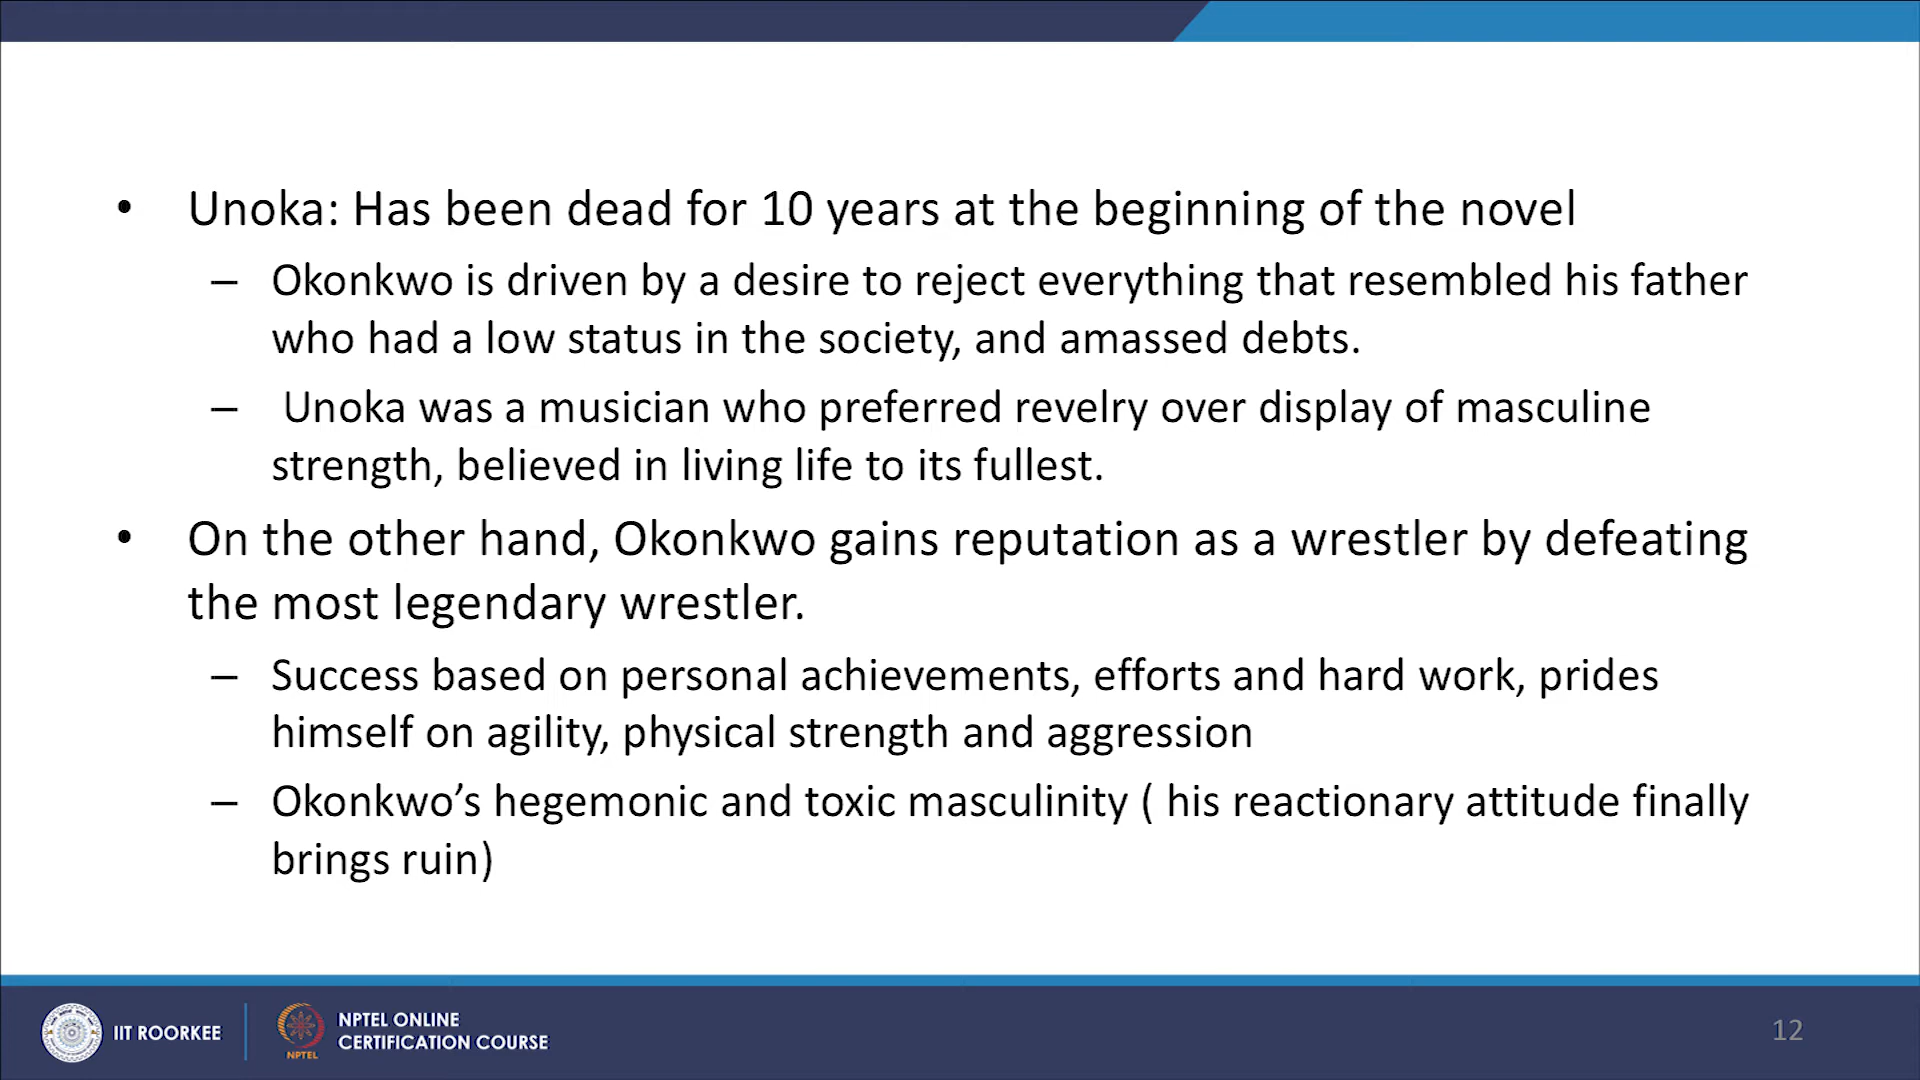 • Unoka: Has been dead for 10 years at the beginning of the novel
– Okonkwo is driven by a desire to reject everything that resembled his father
who had a low status in the society, and amassed debts.
– Unoka was a musician who preferred revelry over display of masculine
strength, believed in living life to its fullest.
• On the other hand, Okonkwo gains reputation as a wrestler by defeating
the most legendary wrestler.
– Success based on personal achievements, efforts and hard work, prides
himself on agility, physical strength and aggression
– Okonkwo’s hegemonic and toxic masculinity ( his reactionary attitude finally
brings ruin)
IIT ROORKEE
NPTEL
NPTEL ONLINE
CERTIFICATION COURSE
12